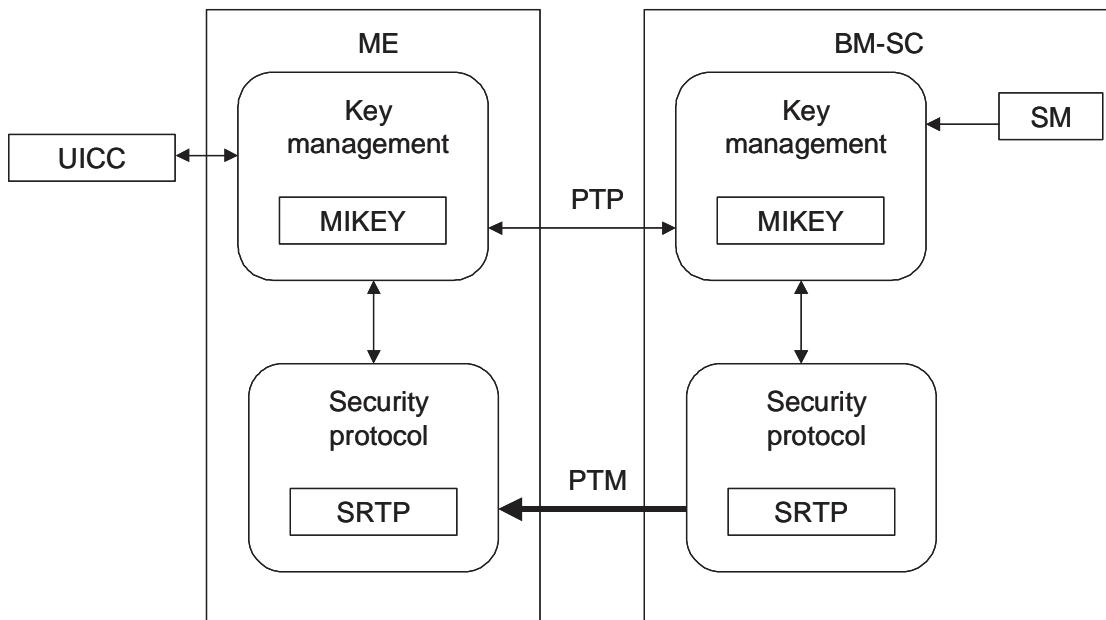 ME
BM-SC
Key
management
Key
management
SM
UICC
MIKEY
PTP
MIKEY
Security
protocol
Security
protocol
PTM
SRTP
SRTP